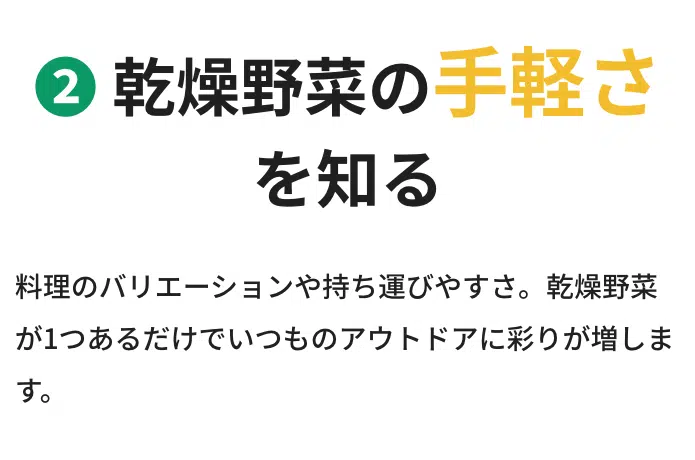 ❷ 乾燥野菜の手軽さ
を知る
料理のバリエーションや持ち運びやすさ。乾燥野菜
が1つあるだけでいつものアウトドアに彩りが増しま
す。